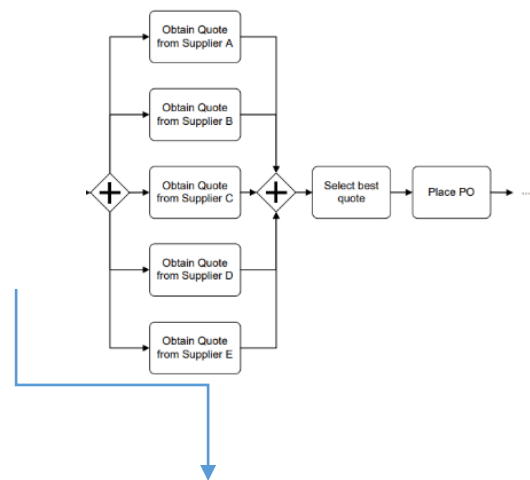 Obtain Quote
from Supplier A
Obtain Quote
from Supplier B
Obtain Quote
from Supplier C
Select best
quote
Place PO
...
Obtain Quote
from Supplier D
Obtain Quote
from Supplier E